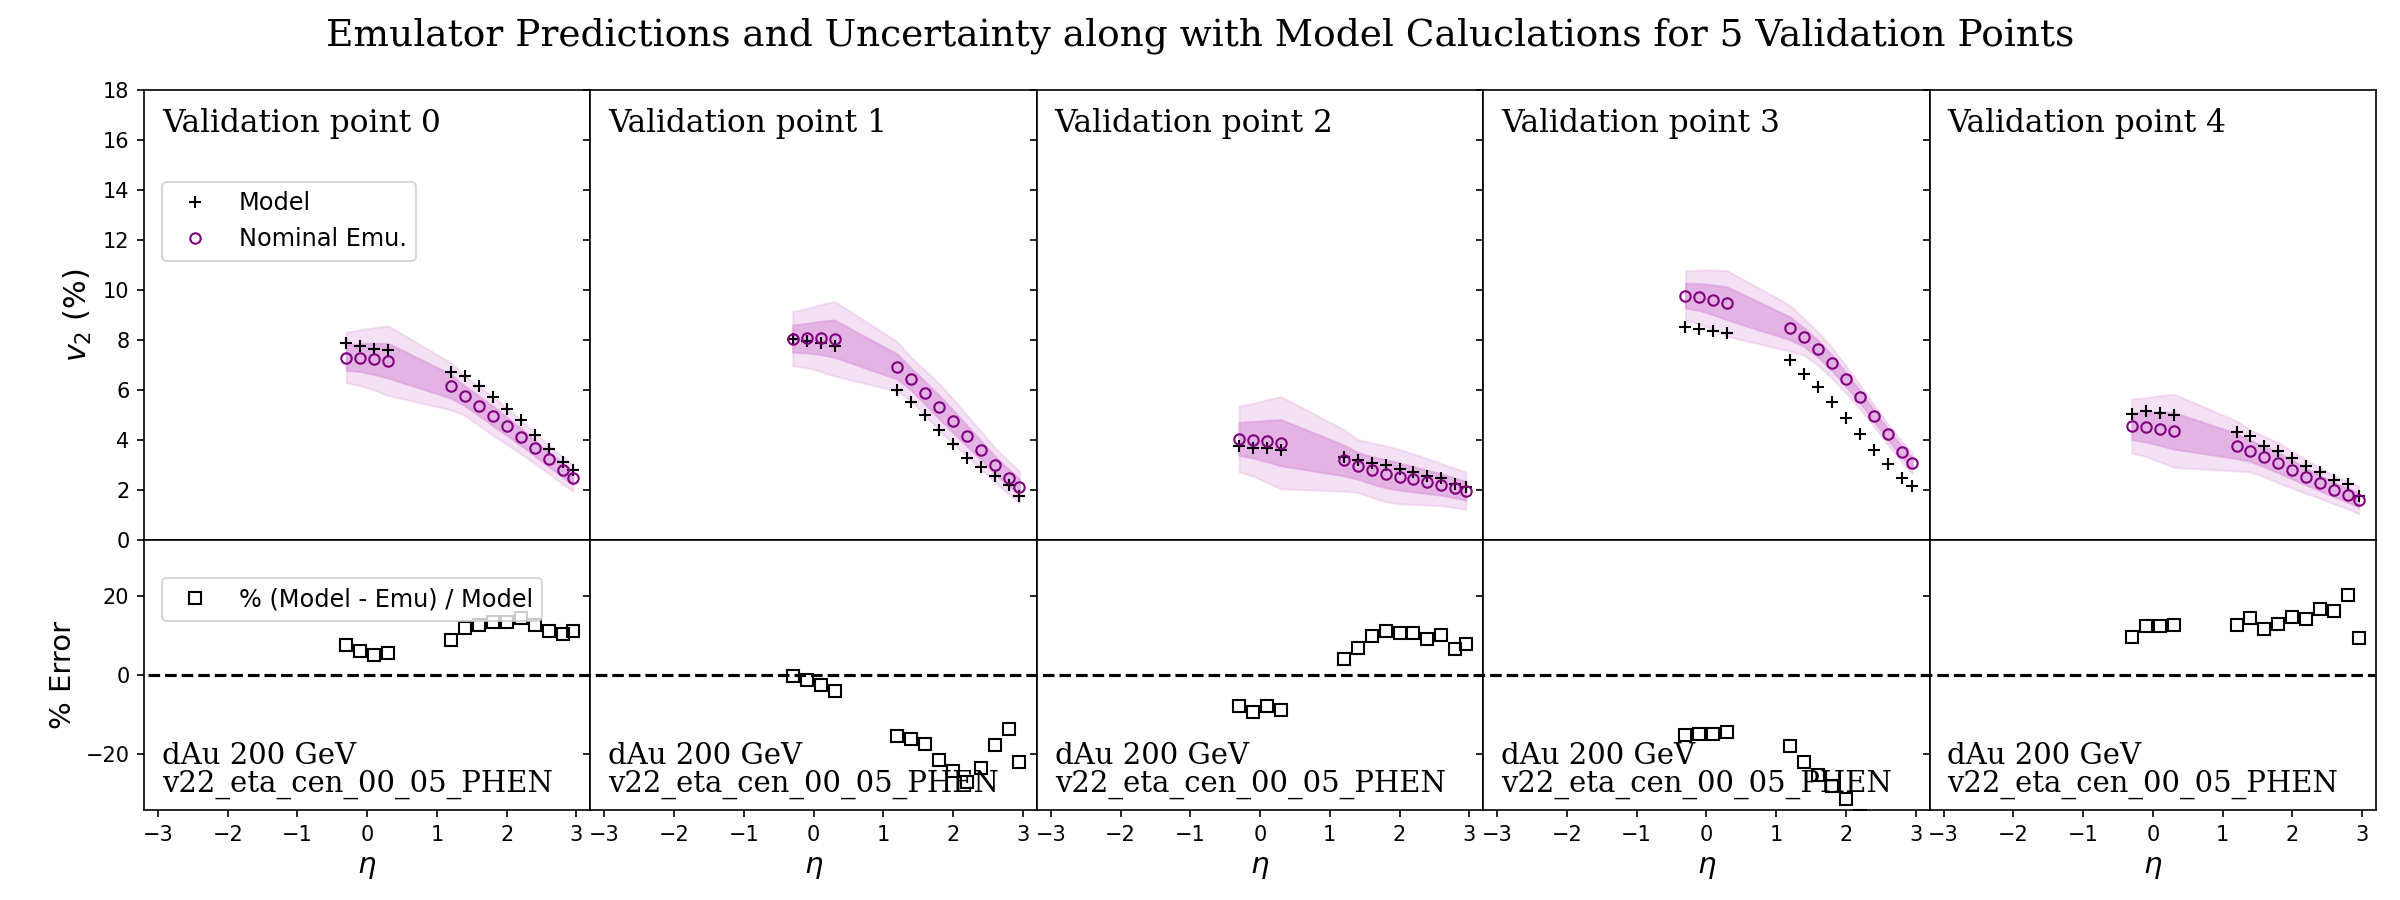 Emulator Predictions and Uncertainty along with Model Caluclations for 5 Validation Points
18
16
14
12
10
8
6
4
2
0
v2 (%)
Validation point 0
Model
Nominal Emu.
Validation point 1
Validation point 2
Validation point 3
Validation point 4
20
0
−20
% Error
% (Model - Emu) / Model
dAu 200 GeV
v22_eta_cen_00_05_PHEN
dAu 200 GeV
v22_eta_cen_00_05_PHEN
dAu 200 GeV
v22_eta_cen_00_05_PHEN
dAu 200 GeV
v22_eta_cen_00_05_PHEN
dAu 200 GeV
v22_eta_cen_00_05_PHEN
−3 −2 −1 0 1 2 3
−3 −2 −1 0 1 2 3
−3 −2 −1 0 1 2 3
−3 −2 −1 0 1 2 3
−3 −2 −1 0 1 2 3
η
η
η
η
η